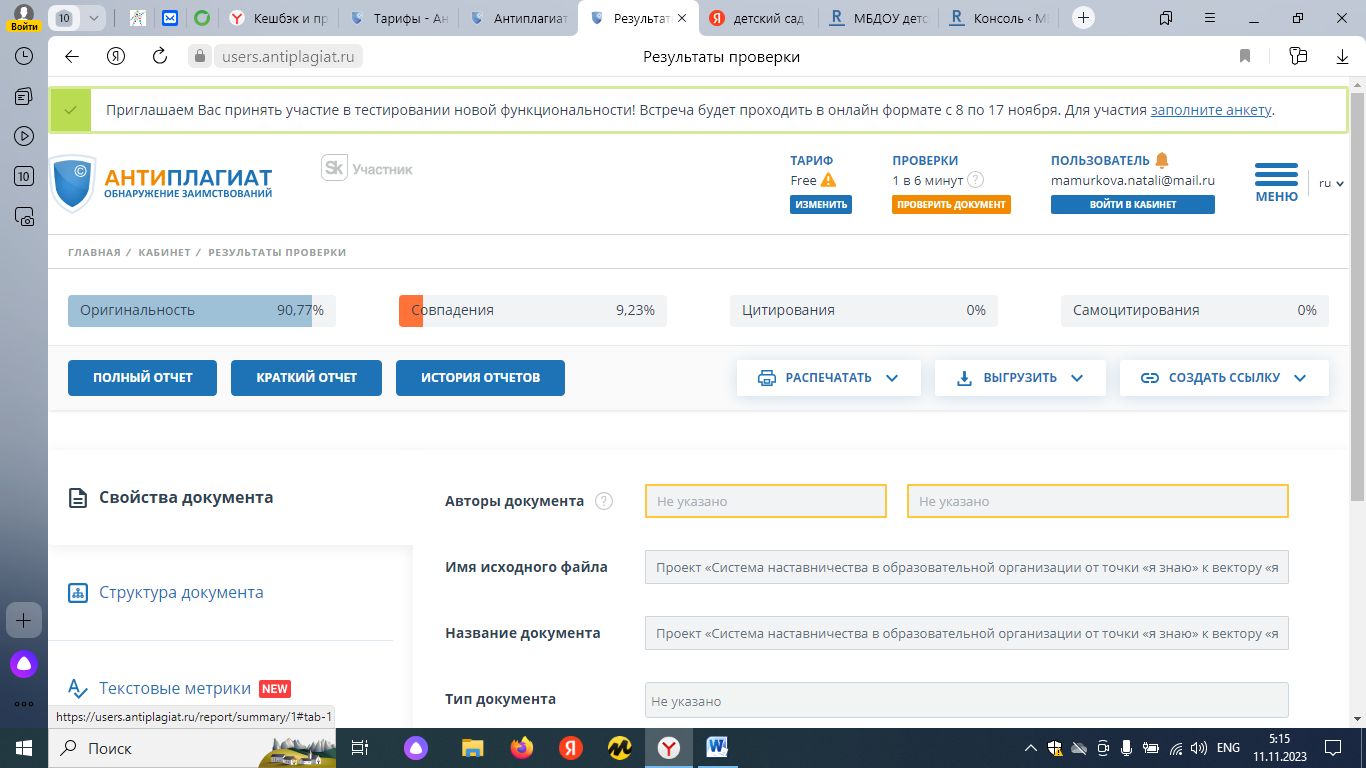 Войти
10
Кешбэк и пр
Тарифы - Ан
Антиплагиат
Результат
детский сад
МБДОУ детс
Консоль ‹ М
users.antiplagiat.ru
Результаты проверки
Приглашаем Вас принять участие в тестировании новой функциональности! Встреча будет проходить в онлайн формате с 8 по 17 ноября. Для участия заполните анкету.
АНТИПЛАГИАТ
ОБНАРУЖЕНИЕ ЗАИМСТВОВАНИЙ
Sk Участник
ТАРИФ
Free
ИЗМЕНИТЬ
ПРОВЕРКИ
1 в 6 минут ?
ПРОВЕРИТЬ ДОКУМЕНТ
ПОЛЬЗОВАТЕЛЬ
mamurkova.natali@mail.ru
ВОЙТИ В КАБИНЕТ
МЕНЮ
ru
ГЛАВНАЯ / КАБИНЕТ / РЕЗУЛЬТАТЫ ПРОВЕРКИ
Оригинальность 90,77%
Совпадения 9,23%
Цитирования 0%
Самоцитирования 0%
ПОЛНЫЙ ОТЧЕТ
КРАТКИЙ ОТЧЕТ
ИСТОРИЯ ОТЧЕТОВ
РАСПЕЧАТАТЬ
ВЫГРУЗИТЬ
СОЗДАТЬ ССЫЛКУ
Свойства документа
Структура документа
Текстовые метрики NEW
Авторы документа ? Не указано Не указано
Имя исходного файла Проект «Система наставничества в образовательной организации от точки «я знаю» к вектору «я
Название документа Проект «Система наставничества в образовательной организации от точки «я знаю» к вектору «я
Тип документа Не указано
10
https://users.antiplagiat.ru/report/summary/1#tab-1
Поиск
ENG
5:15
11.11.2023